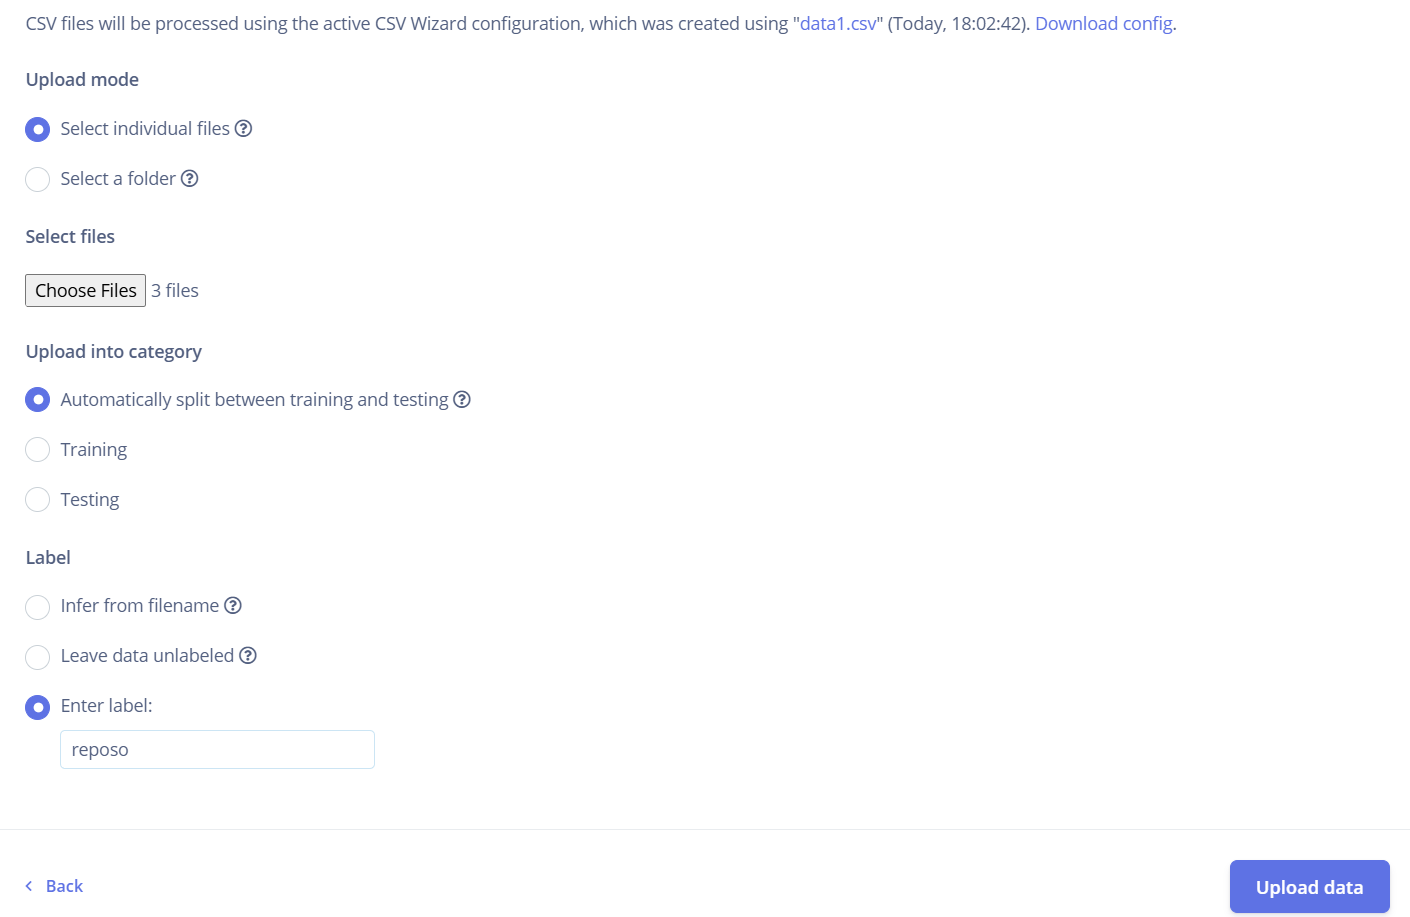 CSV files will be processed using the active CSV Wizard configuration, which was created using "data1.csv" (Today, 18:02:42). Download config.
Upload mode
Select individual files
Select a folder
Select files
Choose Files 3 files
Upload into category
Automatically split between training and testing
Training
Testing
Label
Infer from filename
Leave data unlabeled
Enter label:
reposo
Back
Upload data